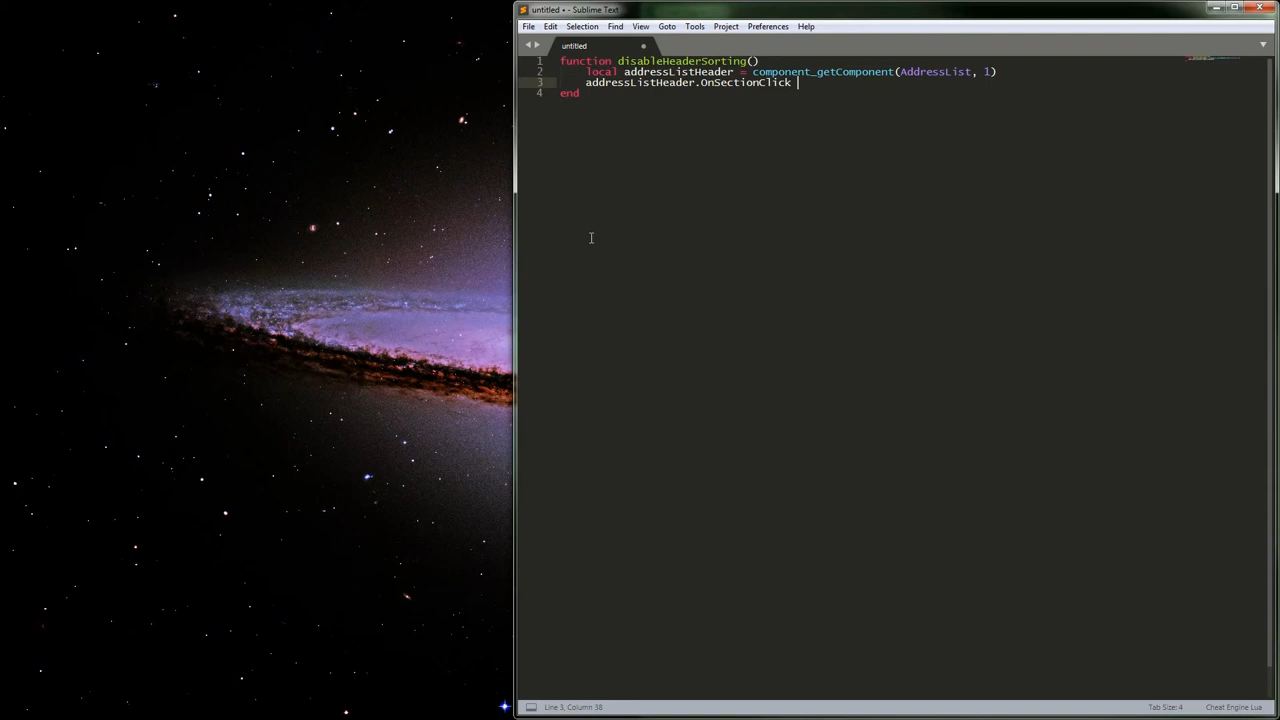 untitled • - Sublime Text
File Edit Selection Find View Goto Tools Project Preferences Help
untitled
1 function disableHeaderSorting()
2 local addressListHeader = component_getComponent(AddressList, 1)
3 addressListHeader.OnSectionClick
4 end
Line 3, Column 38 Tab Size: 4 Cheat Engine Lua